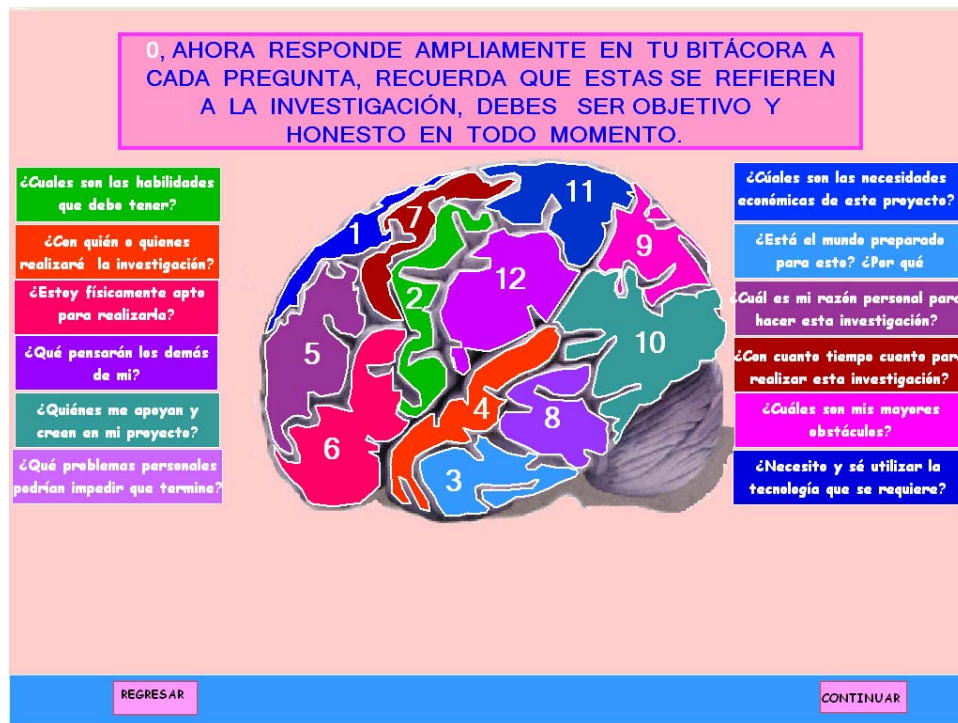 0, AHORA RESPONDE AMPLIAMENTE EN TU BITÁCORA A
CADA PREGUNTA, RECUERDA QUE ESTAS SE REFIEREN
A LA INVESTIGACIÓN, DEBES SER OBJETIVO Y
HONESTO EN TODO MOMENTO.
¿Cuales son las habilidades
que debo tener?
¿Con quién o quienes
realizaré la investigación?
¿Estoy físicamente apto
para realizarla?
¿Qué pensarán los demás
de mi?
¿Quiénes me apoyan y
creen en mi proyecto?
¿Qué problemas personales
podrían impedir que termine?
1
7
11
9
2
12
5
10
4
8
6
3
¿Cúales son las necesidades
económicas de este proyecto?
¿Está el mundo preparado
para esto? ¿Por qué
¿Cuál es mi razón personal para
hacer esta investigación?
¿Con cuanto tiempo cuento para
realizar esta investigación?
¿Cuáles son mis mayores
obstáculos?
¿Necesito y sé utilizar la
tecnología que se requiere?
REGRESAR
CONTINUAR